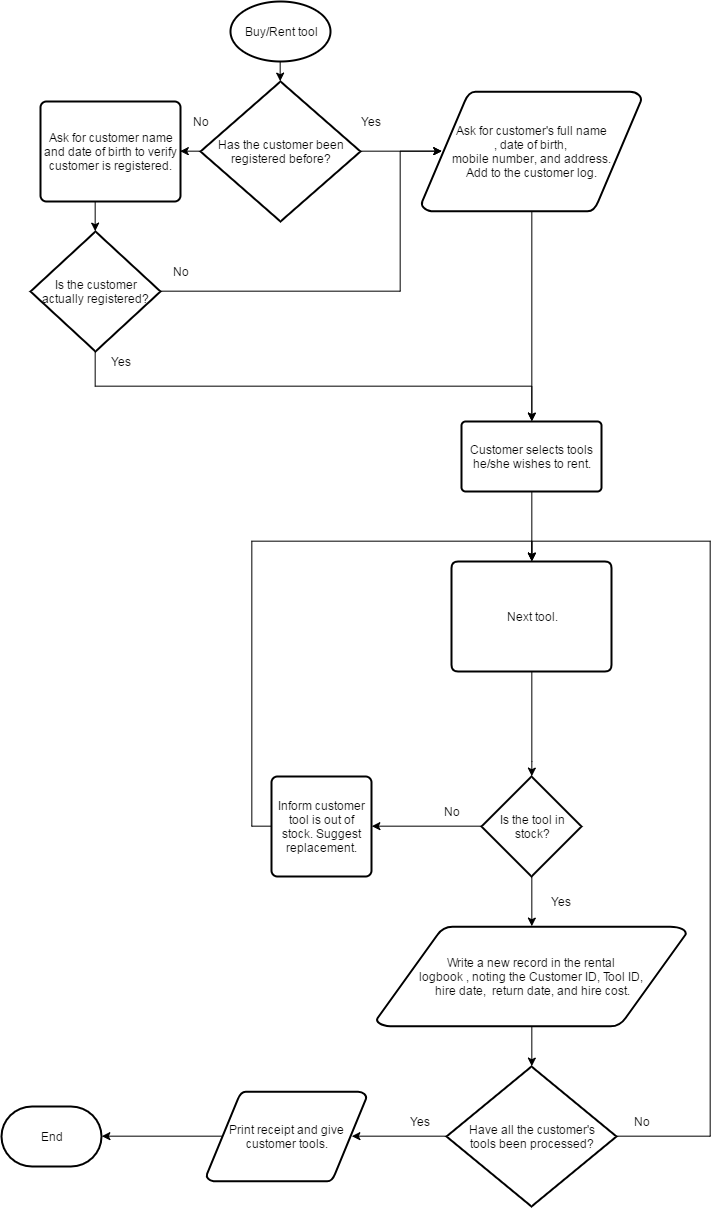 Buy/Rent tool
No
Yes
Ask for customer name
and date of birth to verify
customer is registered.
Has the customer been
registered before?
Ask for customer's full name
, date of birth,
mobile number, and address.
Add to the customer log.
Is the customer
actually registered?
No
Yes
Customer selects tools
he/she wishes to rent.
Next tool.
Inform customer
tool is out of
stock. Suggest
replacement.
No
Is the tool in
stock?
Yes
Write a new record in the rental
logbook , noting the Customer ID, Tool ID,
hire date,  return date, and hire cost.
End
Print receipt and give
customer tools.
Yes
Have all the customer's
tools been processed?
No